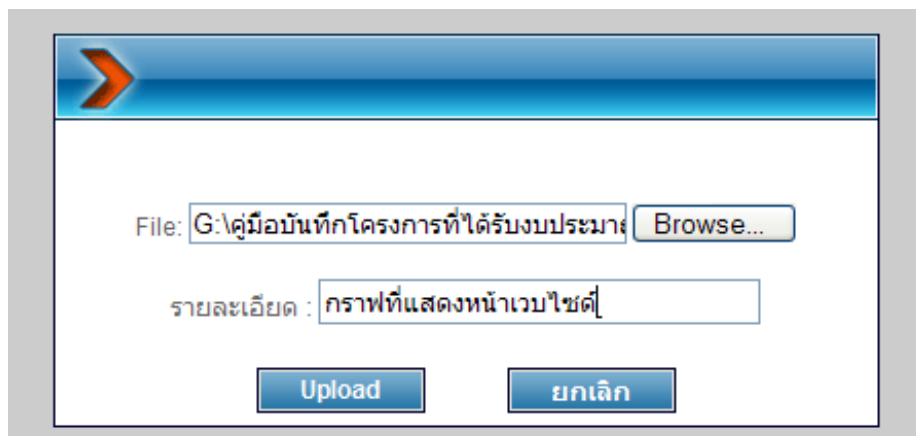 File: G:\คู่มือบันทึกโครงการที่ได้รับงบประมา Browse...
รายละเอียด : กราฟที่แสดงหน้าเวบไซด์
Upload ยกเลิก